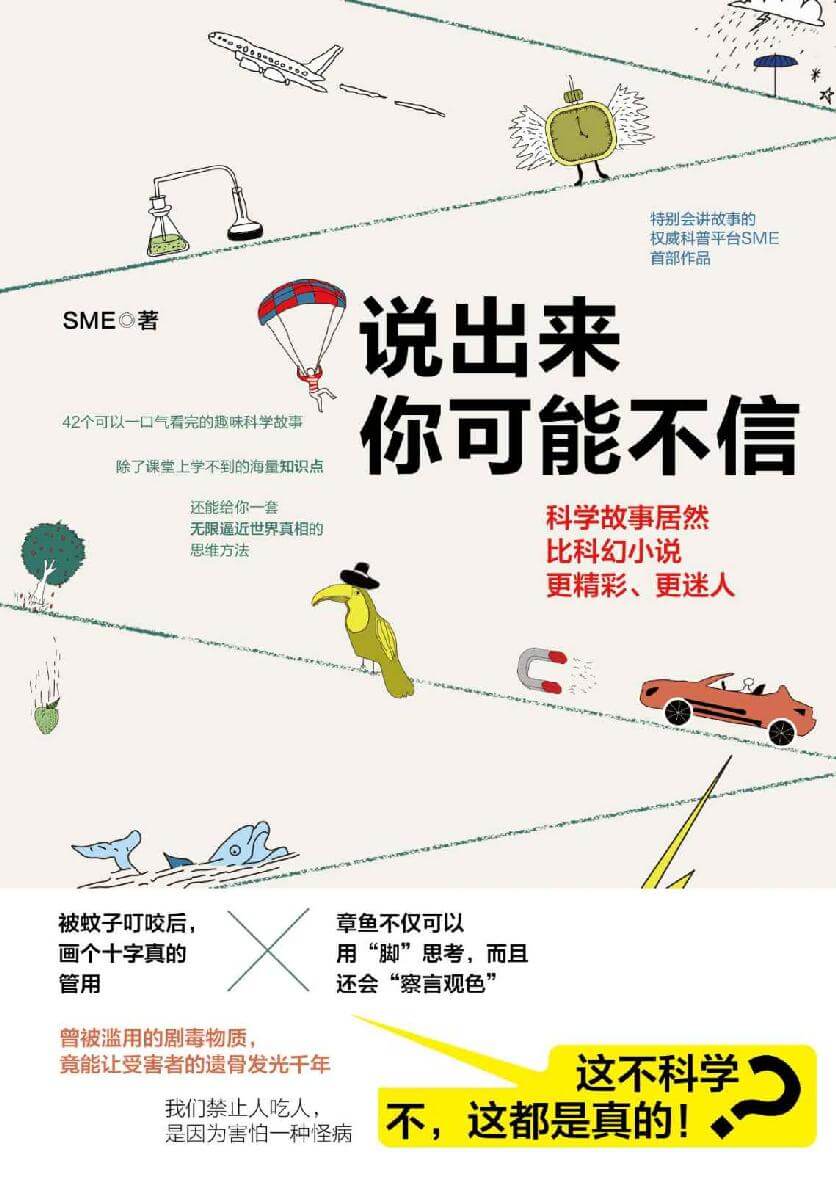 特别会讲故事的
权威科普平台SME
首部作品
SME◎著
说出来
你可能不信
42个可以一口气看完的趣味科学故事
除了课堂上学不到的海量知识点
还能给你一套
无限逼近世界真相的
思维方法
科学故事居然
比科幻小说
更精彩、更迷人
被蚊子叮咬后，
画个十字真的
管用
章鱼不仅可以
用“脚”思考，而且
还会“察言观色”
曾被滥用的剧毒物质，
竟能让受害者的遗骨发光千年
我们禁止人吃人，
是因为害怕一种怪病
这不科学？
不，这都是真的！